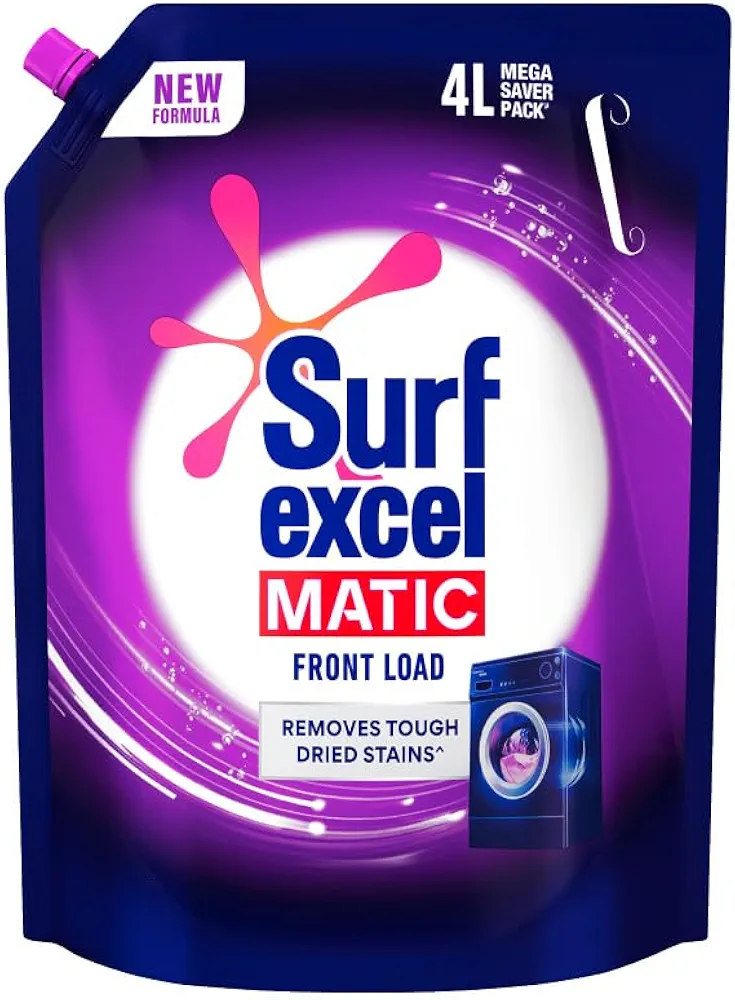 NEW
FORMULA
4L MEGA
SAVER
PACK#
Surf
excel
MATIC
FRONT LOAD
REMOVES TOUGH
DRIED STAINS^